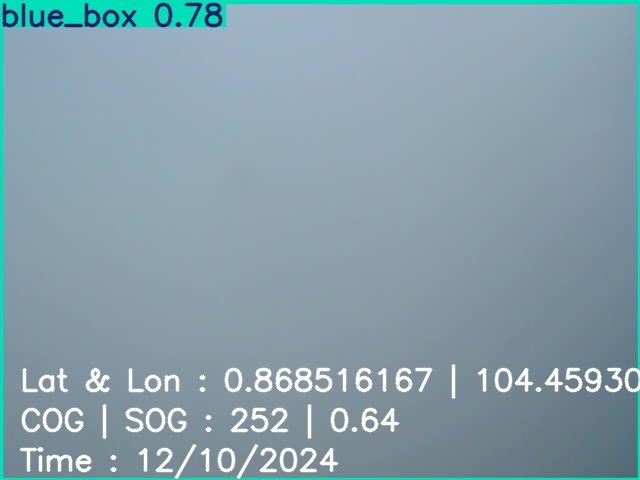 blue_box 0.78
Lat & Lon : 0.868516167 | 104.45930
COG | SOG : 252 | 0.64
Time : 12/10/2024